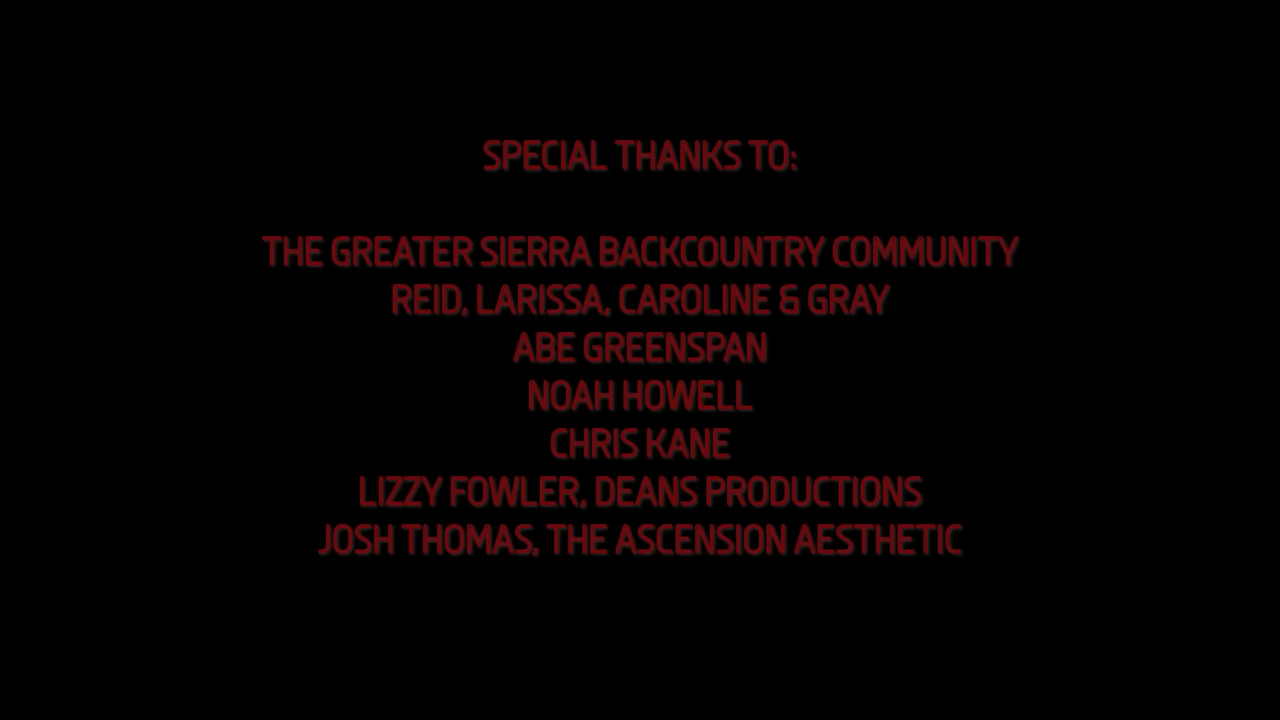 SPECIAL THANKS TO:
THE GREATER SIERRA BACKCOUNTRY COMMUNITY
REID, LARISSA, CAROLINE & GRAY
ABE GREENSPAN
NOAH HOWELL
CHRIS KANE
LIZZY FOWLER, DEANS PRODUCTIONS
JOSH THOMAS, THE ASCENSION AESTHETIC